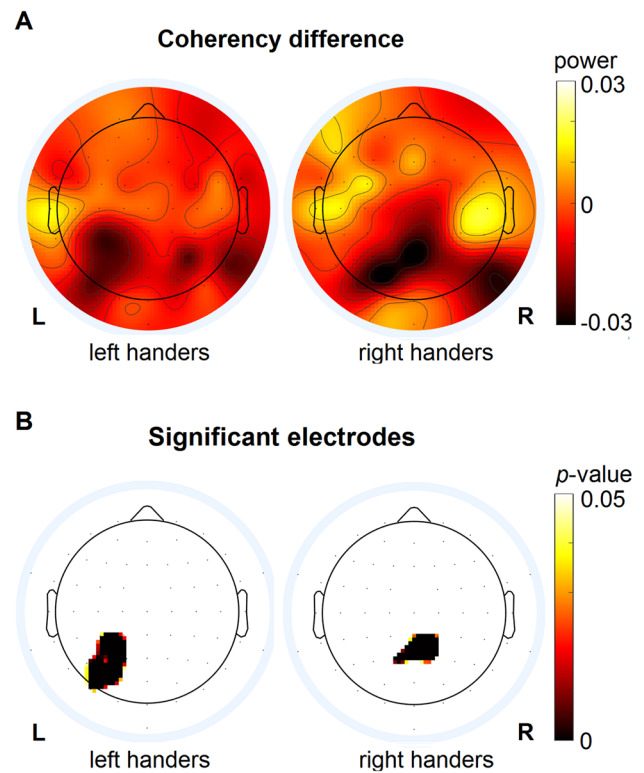 A
Coherency difference
power
0.03
0
-0.03
L
R
left handers
right handers
B
Significant electrodes
p-value
0.05
0
L
R
left handers
right handers